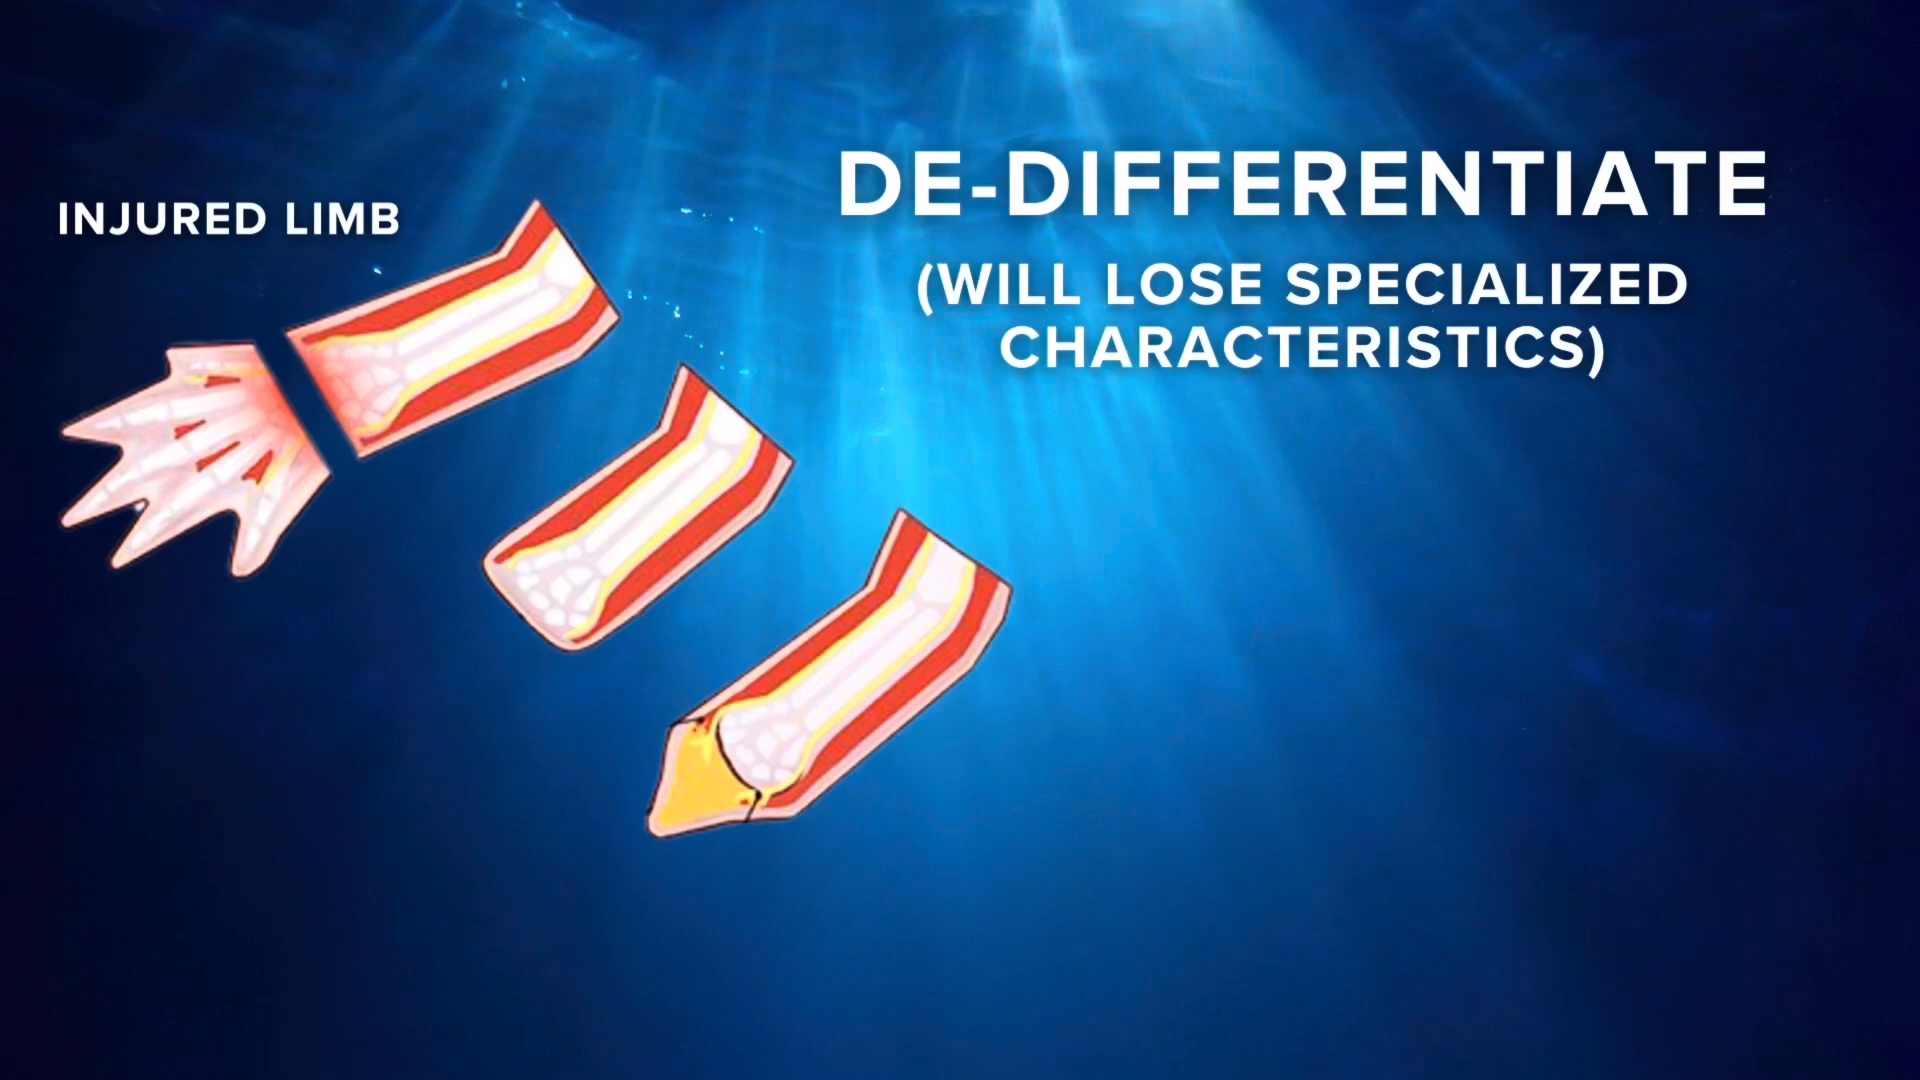 INJURED LIMB
DE-DIFFERENTIATE
(WILL LOSE SPECIALIZED
CHARACTERISTICS)